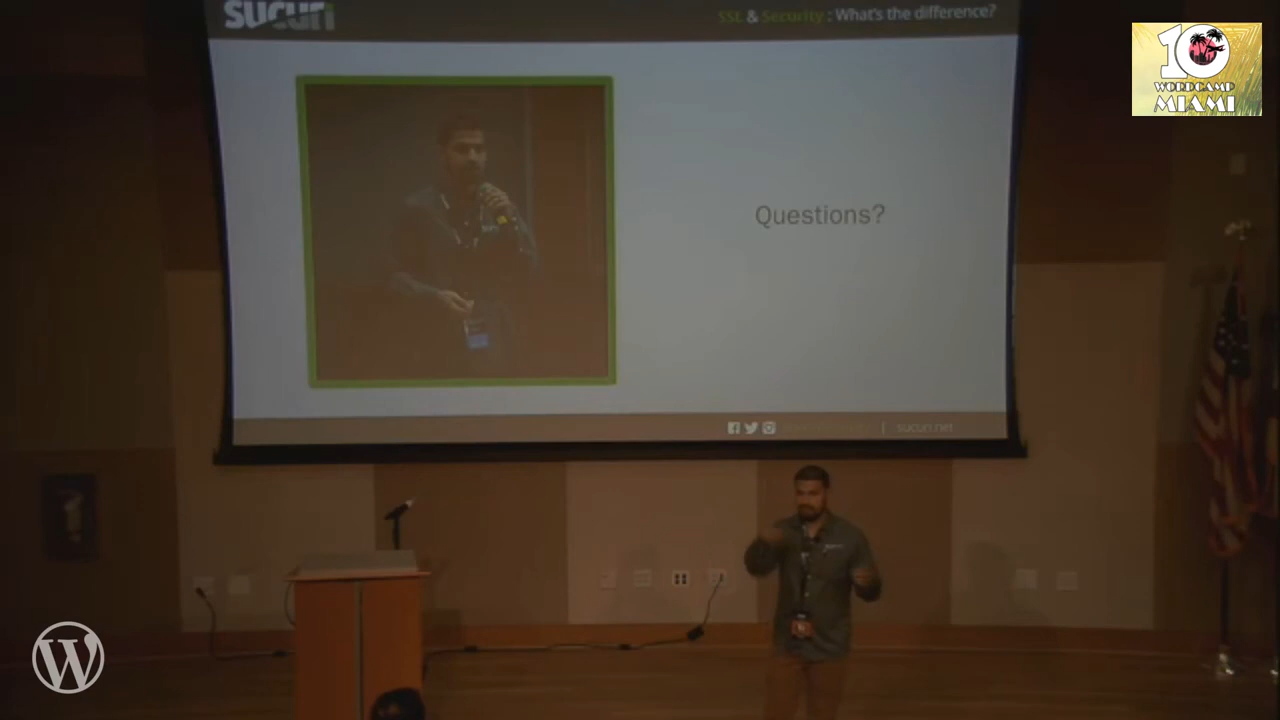 sucuri
SSL & Security : What's the difference?
10
WORDCAMP
MIAMI
Questions?
| sucuri.net
W